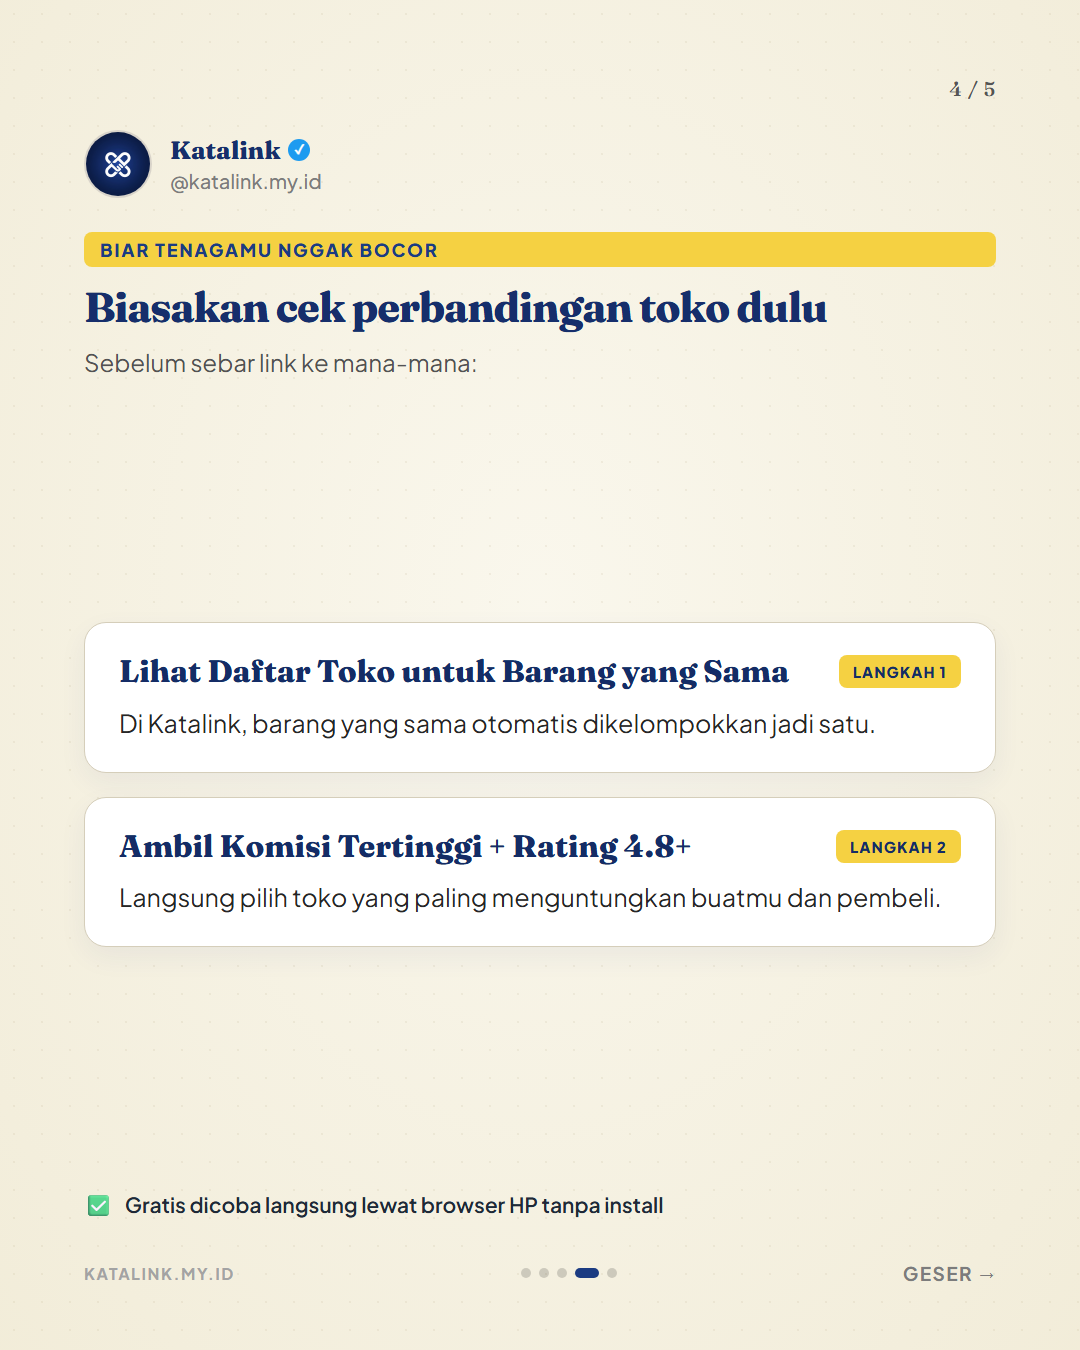 4 / 5
Katalink
@katalink.my.id
BIAR TENAGAMU NGGAK BOCOR
Biasakan cek perbandingan toko dulu
Sebelum sebar link ke mana-mana:
Lihat Daftar Toko untuk Barang yang Sama
LANGKAH 1
Di Katalink, barang yang sama otomatis dikelompokkan jadi satu.
Ambil Komisi Tertinggi + Rating 4.8+
LANGKAH 2
Langsung pilih toko yang paling menguntungkan buatmu dan pembeli.
✅ Gratis dicoba langsung lewat browser HP tanpa install
KATALINK.MY.ID
GESER →